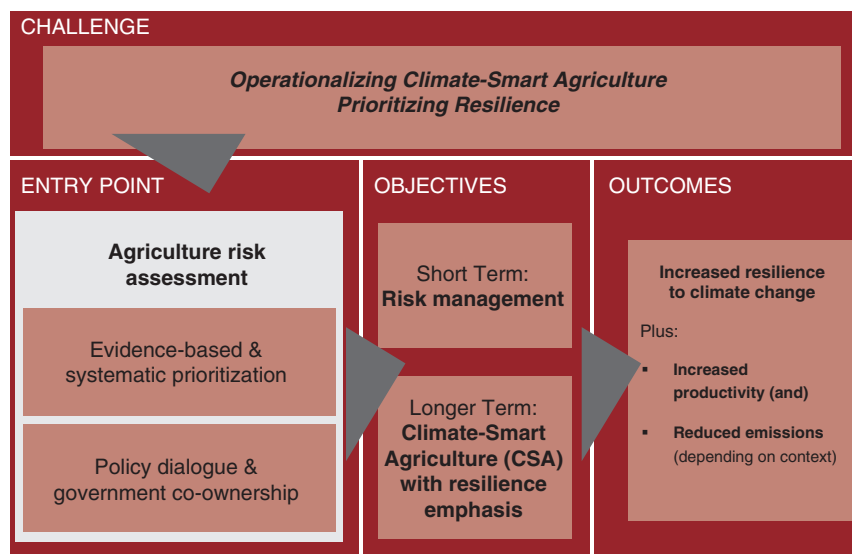 CHALLENGE
Operationalizing Climate-Smart Agriculture
Prioritizing Resilience
ENTRY POINT
Agriculture risk
assessment
Evidence-based &
systematic prioritization
Policy dialogue &
government co-ownership
OBJECTIVES
Short Term:
Risk management
Longer Term:
Climate-Smart
Agriculture (CSA)
with resilience
emphasis
OUTCOMES
Increased resilience
to climate change
Plus:
▪ Increased
productivity (and)
▪ Reduced emissions
(depending on context)